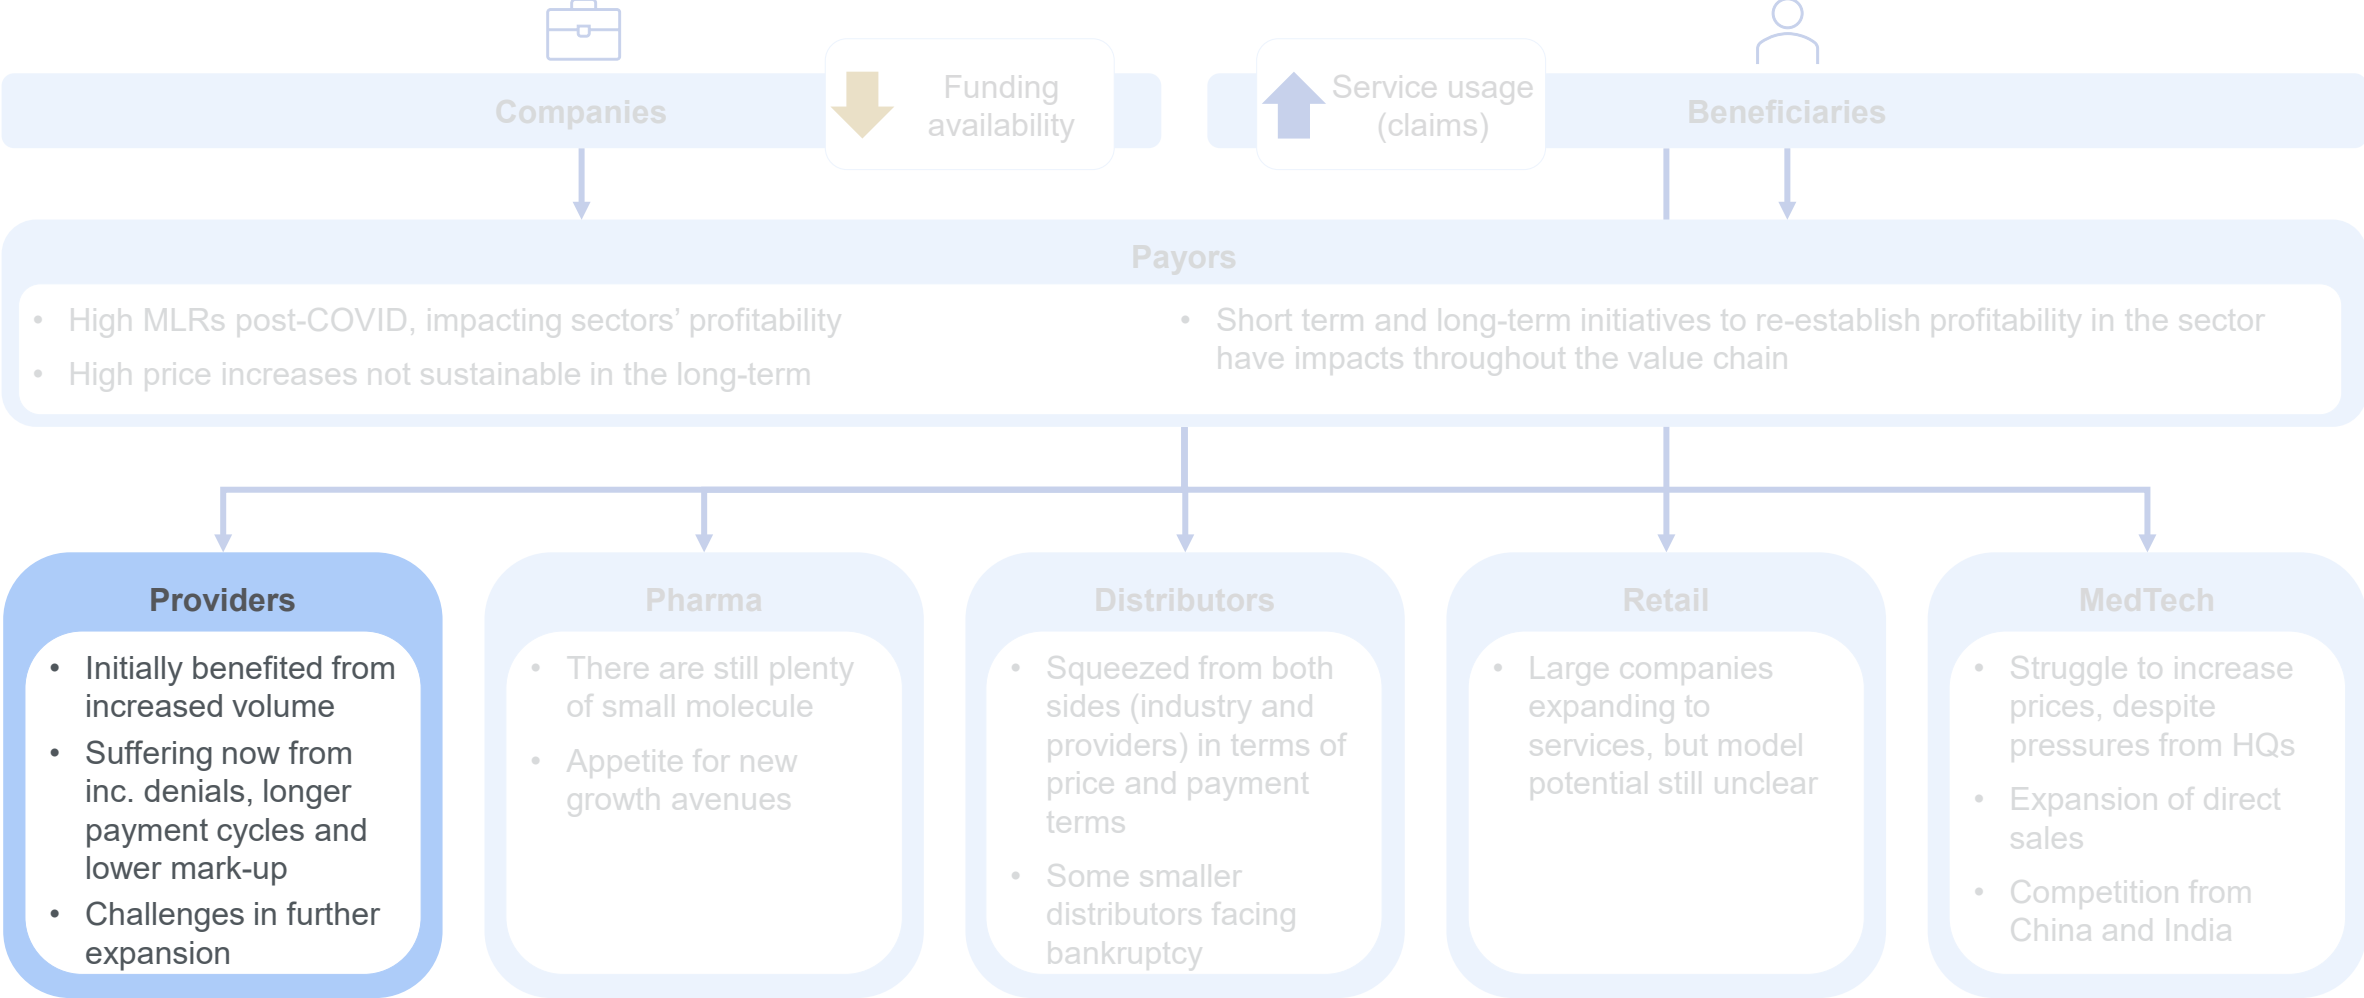 Companies
Funding
availability
Service usage
(claims)
Beneficiaries
Payors
• High MLRs post-COVID, impacting sectors’ profitability
• High price increases not sustainable in the long-term
• Short term and long-term initiatives to re-establish profitability in the sector
have impacts throughout the value chain
Providers
• Initially benefited from
increased volume
• Suffering now from
inc. denials, longer
payment cycles and
lower mark-up
• Challenges in further
expansion
Pharma
• There are still plenty
of small molecule
• Appetite for new
growth avenues
Distributors
• Squeezed from both
sides (industry and
providers) in terms of
price and payment
terms
• Some smaller
distributors facing
bankruptcy
Retail
• Large companies
expanding to
services, but model
potential still unclear
MedTech
• Struggle to increase
prices, despite
pressures from HQs
• Expansion of direct
sales
• Competition from
China and India